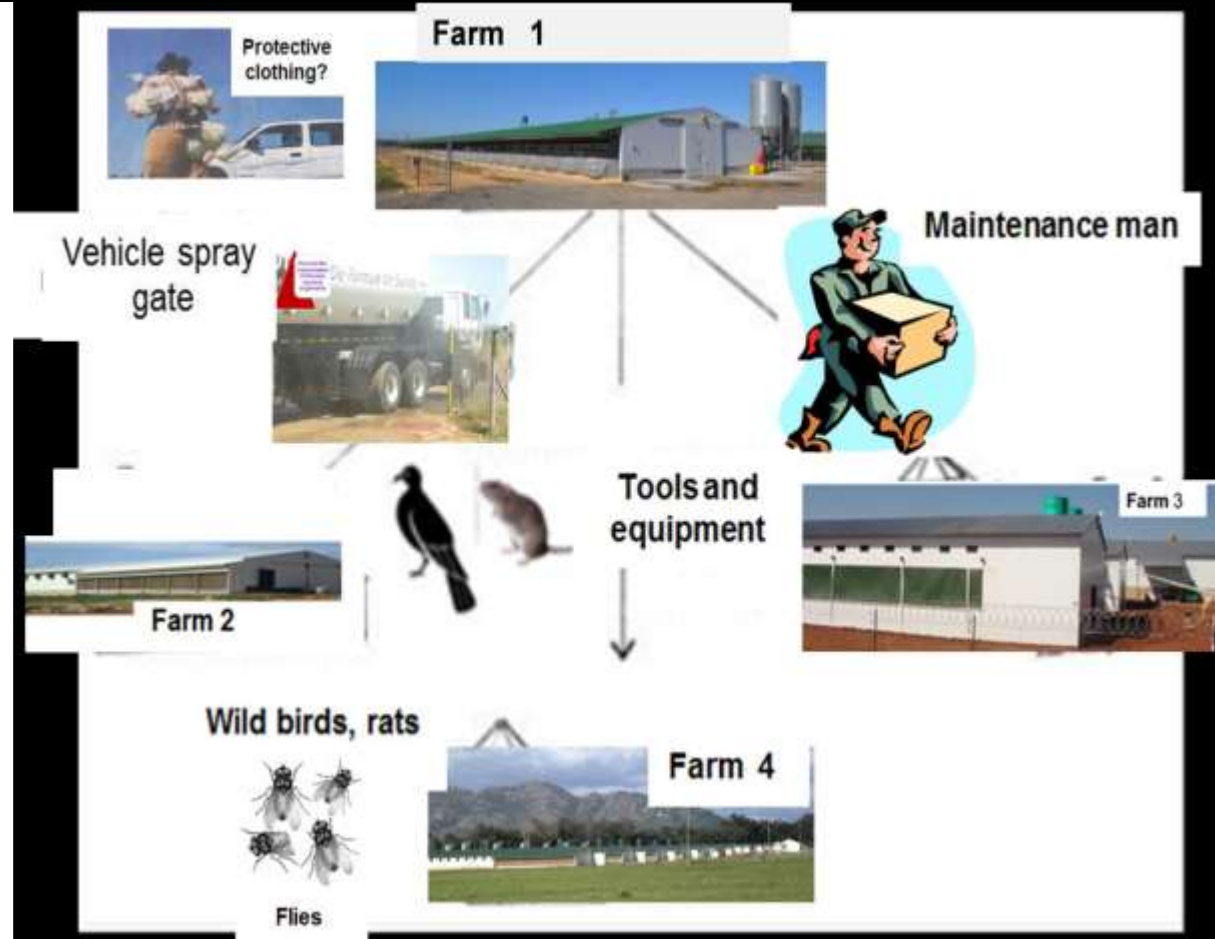 Farm 1
Protective
clothing?
Maintenance man
Vehicle spray
gate
Tools and
equipment
Farm 3
Farm 2
Wild birds, rats
Farm 4
Flies